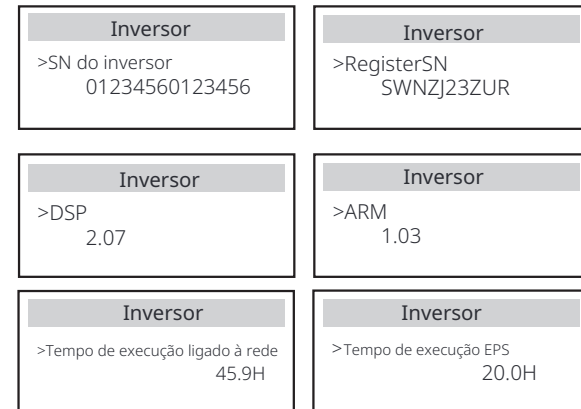 Inversor
>SN do inversor
01234560123456
Inversor
>RegisterSN
SWNZJ23ZUR
Inversor
>DSP
2.07
Inversor
>ARM
1.03
Inversor
>Tempo de execução ligado à rede
45.9H
Inversor
>Tempo de execução EPS
20.0H